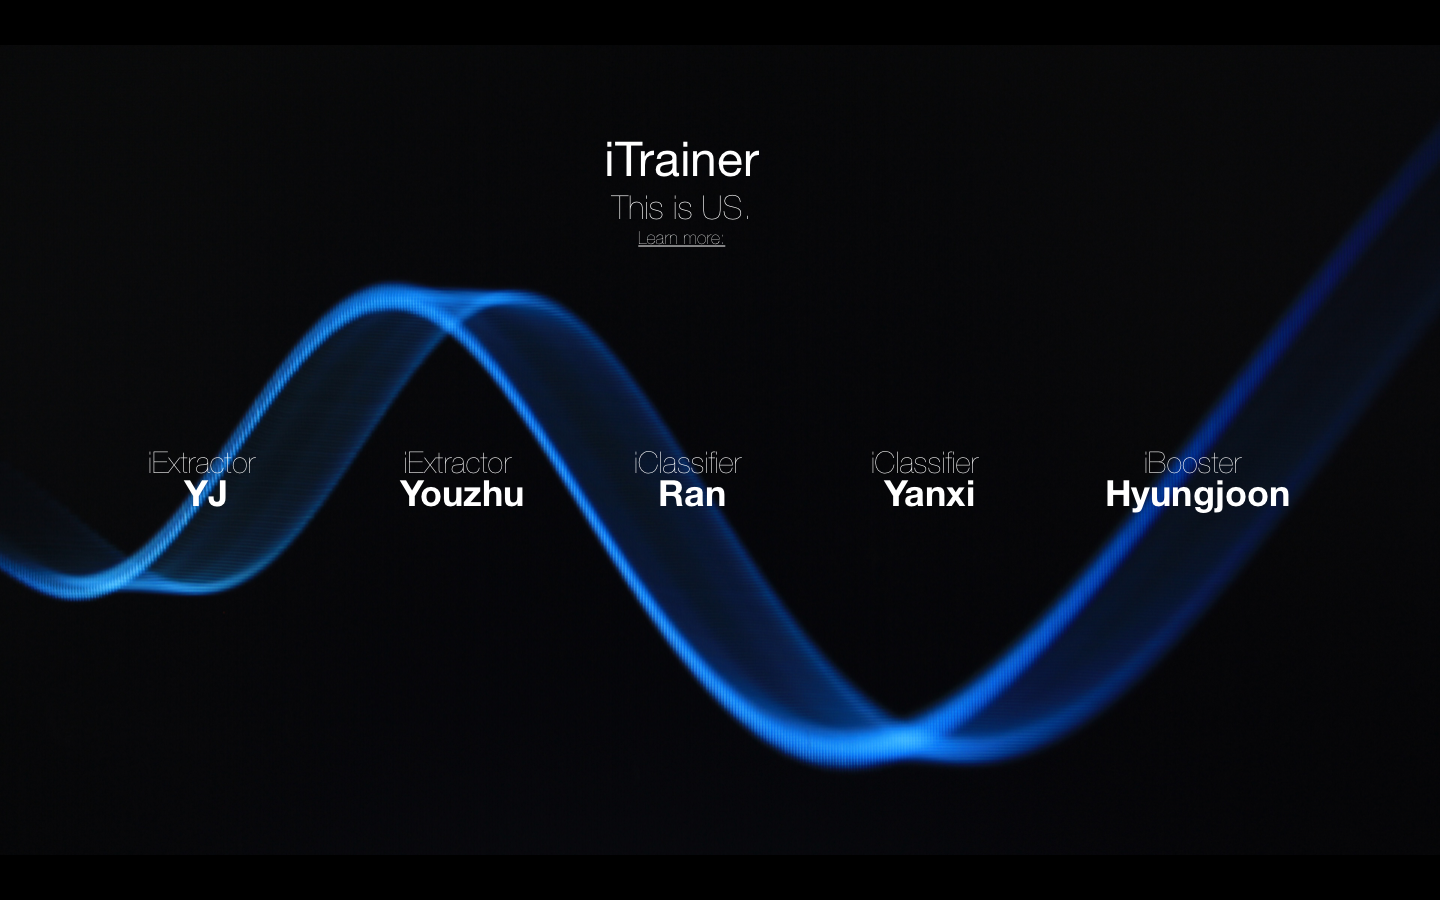 iTrainer
This is US.
Learn more:
iExtractor
YJ
iExtractor
Youzhu
iClassifier
Ran
iClassifier
Yanxi
iBooster
Hyungjoon